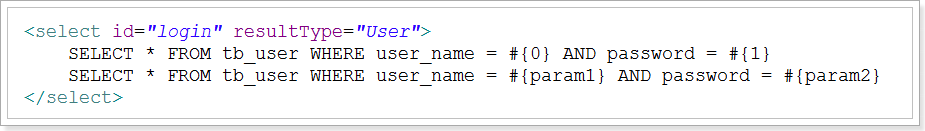 <select id="login" resultType="User">
    SELECT * FROM tb_user WHERE user_name = #{0} AND password = #{1}
    SELECT * FROM tb_user WHERE user_name = #{param1} AND password = #{param2}
</select>